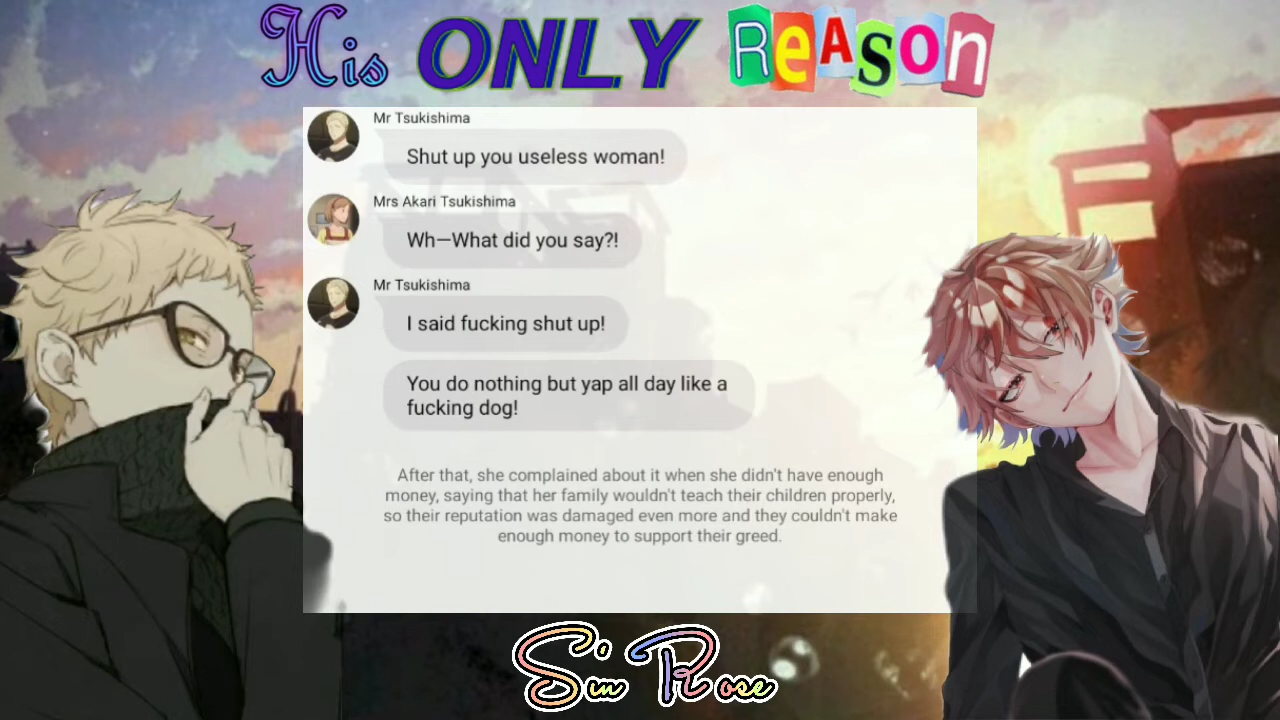 His ONLY ReAsOn
Mr Tsukishima
Shut up you useless woman!
Mrs Akari Tsukishima
Wh—What did you say?!
Mr Tsukishima
I said fucking shut up!
You do nothing but yap all day like a
fucking dog!
After that, she complained about it when she didn't have enough
money, saying that her family wouldn't teach their children properly,
so their reputation was damaged even more and they couldn't make
enough money to support their greed.
Sin Rose